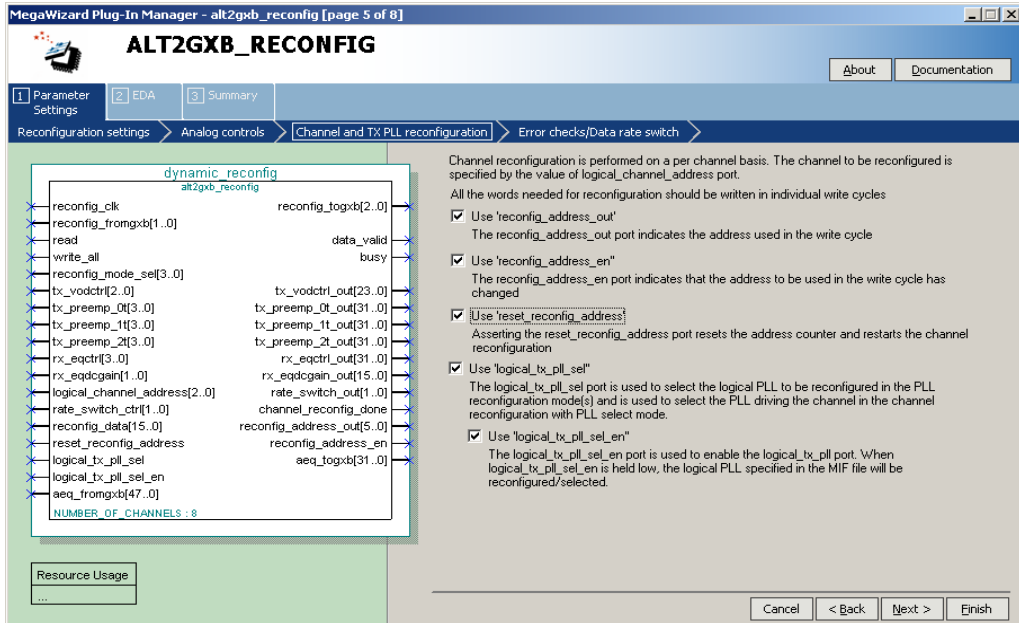 MegaWizard Plug-In Manager - alt2gxb_reconfig [page 5 of 8]
ALT2GXB_RECONFIG
About
Documentation
1 Parameter Settings
2 EDA
3 Summary
Reconfiguration settings
Analog controls
Channel and TX PLL reconfiguration
Error checks/Data rate switch
dynamic_reconfig
alt2gxb_reconfig
reconfig_clk
reconfig_togxb[2..0]
reconfig_fromgxb[1..0]
read
data_valid
write_all
busy
reconfig_mode_sel[3..0]
tx_vodctrl[2..0]
tx_vodctrl_out[23..0]
tx_preemp_0t[3..0]
tx_preemp_0t_out[31..0]
tx_preemp_1t[3..0]
tx_preemp_1t_out[31..0]
tx_preemp_2t[3..0]
tx_preemp_2t_out[31..0]
rx_eqctrl[3..0]
rx_eqctrl_out[31..0]
rx_eqdcgain[1..0]
rx_eqdcgain_out[15..0]
logical_channel_address[2..0]
rate_switch_out[1..0]
rate_switch_ctrl[1..0]
channel_reconfig_done
reconfig_data[15..0]
reconfig_address_out[5..0]
reset_reconfig_address
reconfig_address_en
logical_tx_pll_sel
aeq_togxb[31..0]
logical_tx_pll_sel_en
aeq_fromgxb[47..0]
NUMBER_OF_CHANNELS : 8
Resource Usage
...
Channel reconfiguration is performed on a per channel basis. The channel to be reconfigured is
specified by the value of logical_channel_address port.
All the words needed for reconfiguration should be written in individual write cycles
Use 'reconfig_address_out'
The reconfig_address_out port indicates the address used in the write cycle
Use 'reconfig_address_en"
The reconfig_address_en port indicates that the address to be used in the write cycle has
changed
Use 'reset_reconfig_address'
Asserting the reset_reconfig_address port resets the address counter and restarts the channel
reconfiguration
Use 'logical_tx_pll_sel"
The logical_tx_pll_sel port is used to select the logical PLL to be reconfigured in the PLL
reconfiguration mode(s) and is used to select the PLL driving the channel in the channel
reconfiguration with PLL select mode.
Use 'logical_tx_pll_sel_en"
The logical_tx_pll_sel_en port is used to enable the logical_tx_pll port. When
logical_tx_pll_sel_en is held low, the logical PLL specified in the MIF file will be
reconfigured/selected.
Cancel
< Back
Next >
Finish